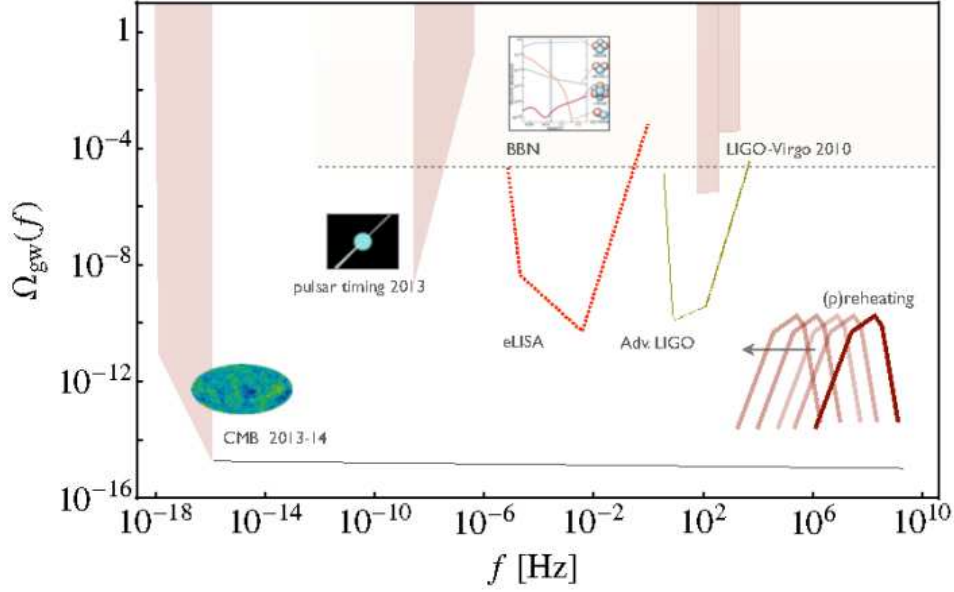 1
10^{-4}
10^{-8}
10^{-12}
10^{-16}
Ω_{gw}(f)
BBN
LIGO-Virgo 2010
pulsar timing 2013
(p)reheating
eLISA
Adv. LIGO
CMB 2013-14
10^{-18}
10^{-14}
10^{-10}
10^{-6}
10^{-2}
10^{2}
10^{6}
10^{10}
f [Hz]